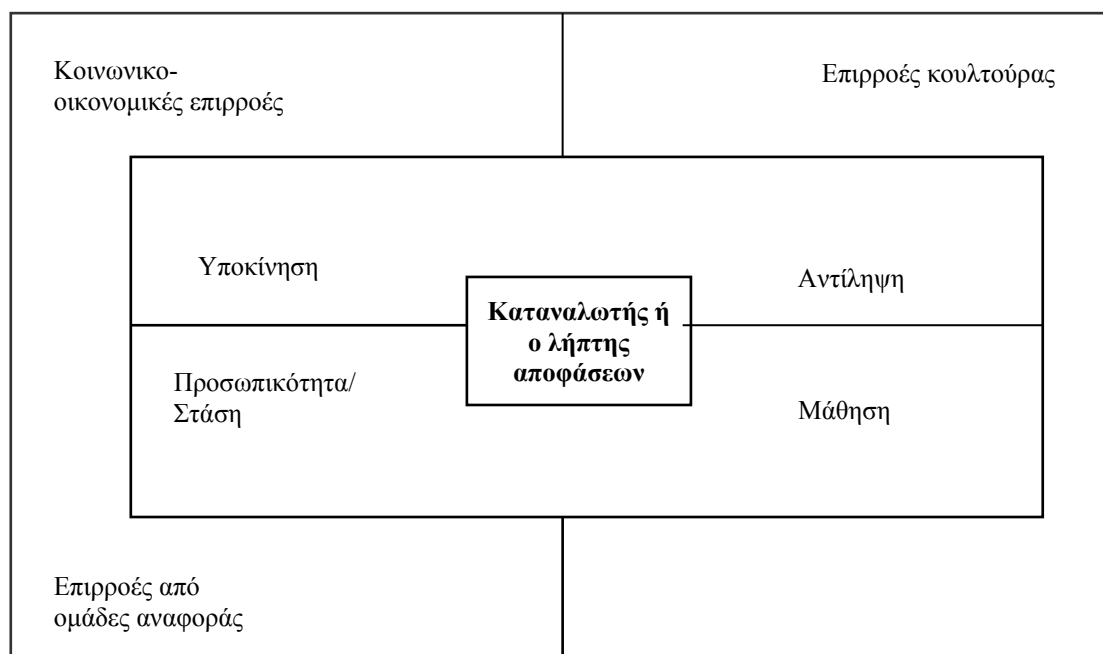 Κοινωνικο-
οικονομικές επιρροές
Επιρροές κουλτούρας
Υποκίνηση
Αντίληψη
Καταναλωτής ή
ο λήπτης
αποφάσεων
Προσωπικότητα/
Στάση
Μάθηση
Επιρροές από
ομάδες αναφοράς